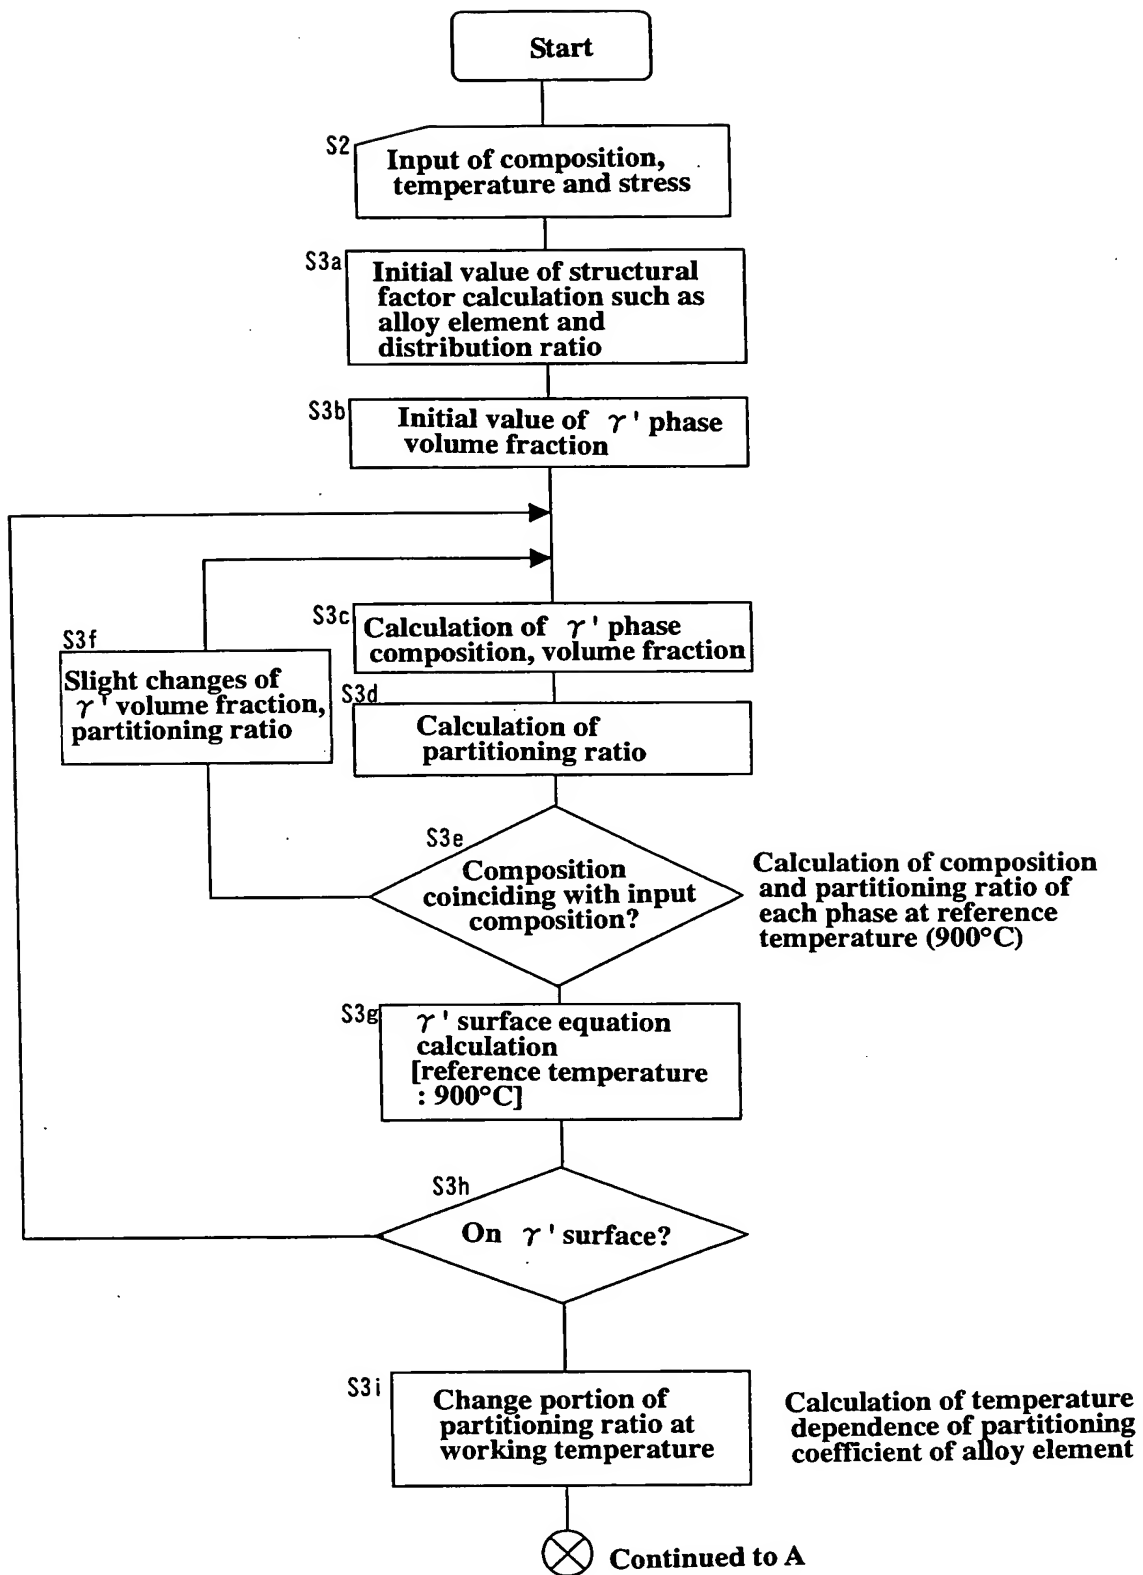 Start
S2
Input of composition,
temperature and stress
S3a
Initial value of structural
factor calculation such as
alloy element and
distribution ratio
S3b
Initial value of γ' phase
volume fraction
S3c
Calculation of γ' phase
composition, volume fraction
S3f
Slight changes of
γ' volume fraction,
partitioning ratio
S3d
Calculation of
partitioning ratio
S3e
Composition
coinciding with input
composition?
Calculation of composition
and partitioning ratio of
each phase at reference
temperature (900°C)
S3g
γ' surface equation
calculation
[reference temperature
: 900°C]
S3h
On γ' surface?
S3i
Change portion of
partitioning ratio at
working temperature
Calculation of temperature
dependence of partitioning
coefficient of alloy element
Continued to A